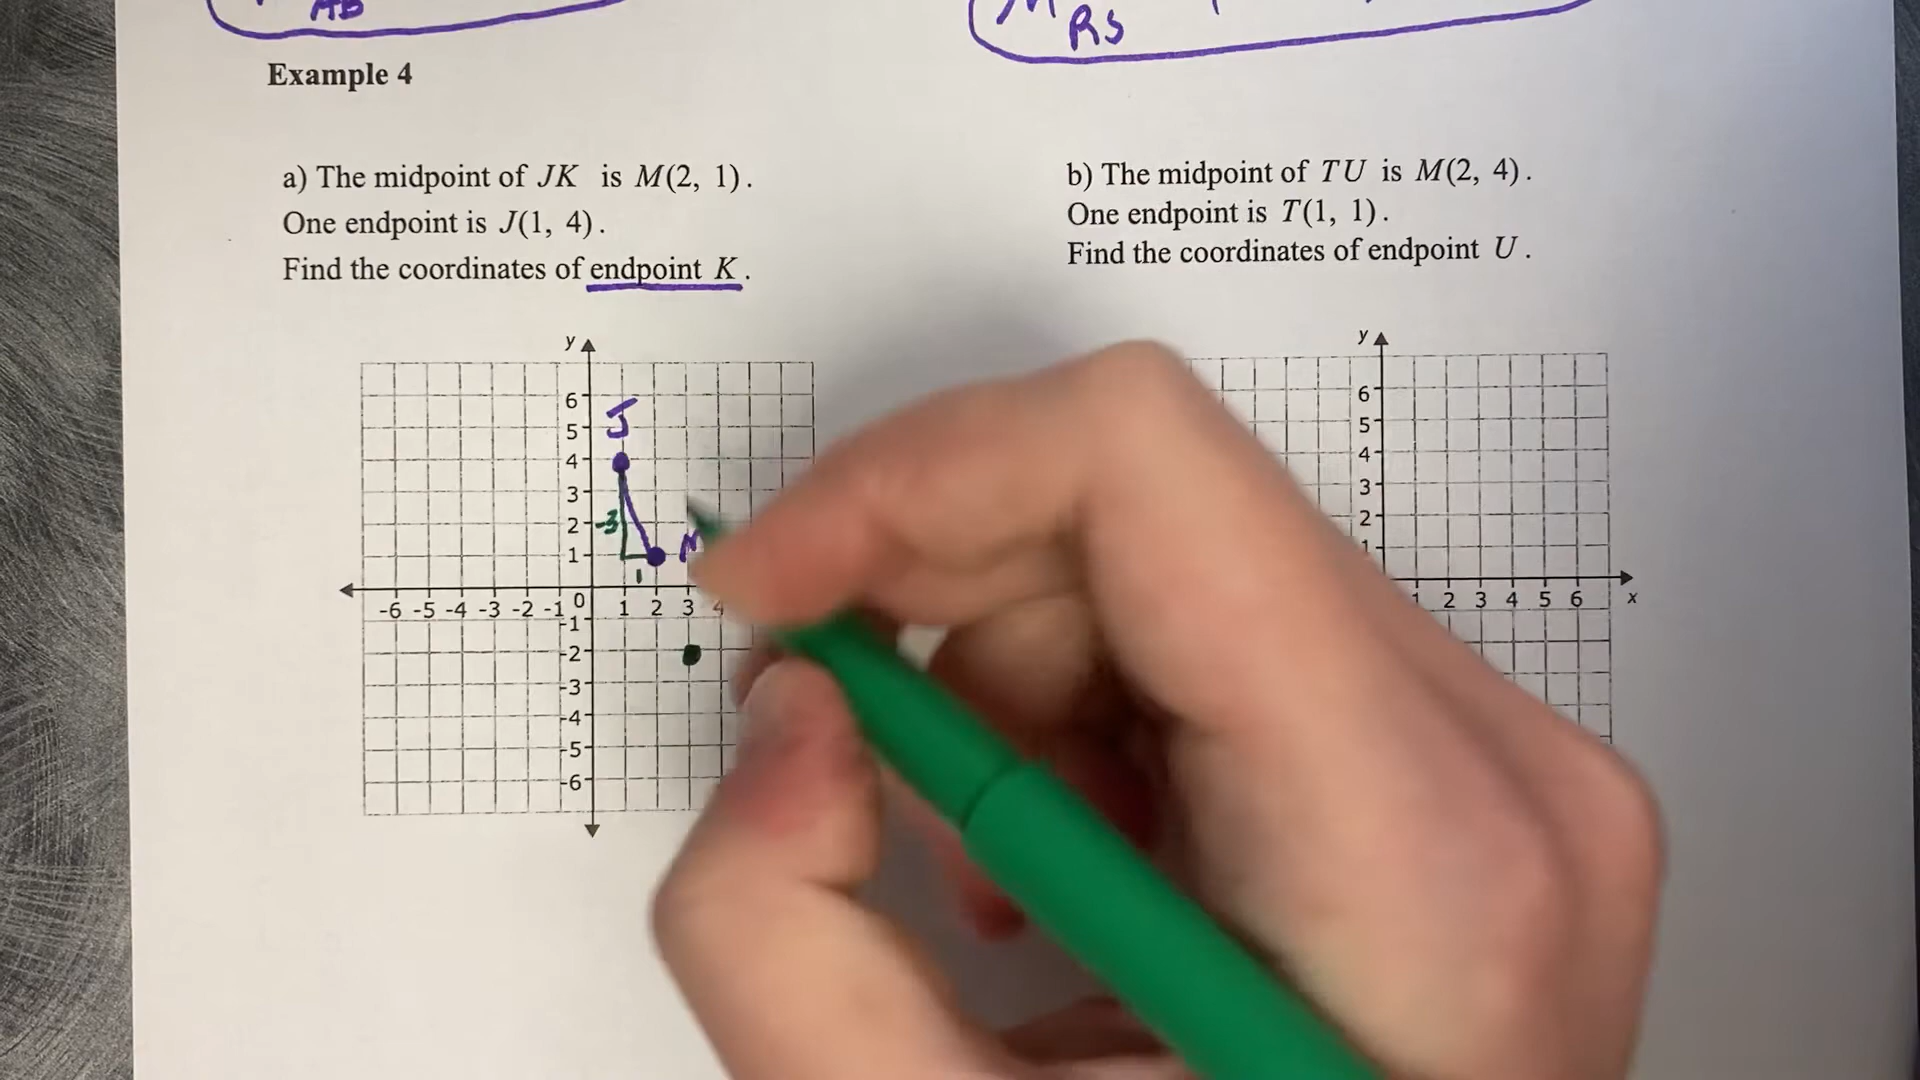 AB
RS
Example 4
a) The midpoint of JK is M(2, 1).
One endpoint is J(1, 4).
Find the coordinates of endpoint K.
b) The midpoint of TU is M(2, 4).
One endpoint is T(1, 1).
Find the coordinates of endpoint U.
y
6
J
5
4
3
-3
2
M
1
1
-6 -5 -4 -3 -2 -1 0 1 2 3 4
-1
-2
-3
-4
-5
-6
y
6
5
4
3
2
1
1 2 3 4 5 6 x